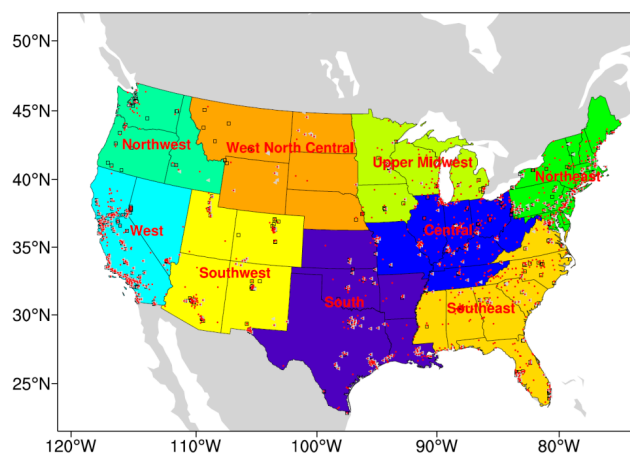 50°N
45°N
40°N
35°N
30°N
25°N
Northwest
West North Central
Upper Midwest
Northeast
West
Central
Southwest
South
Southeast
120°W
110°W
100°W
90°W
80°W